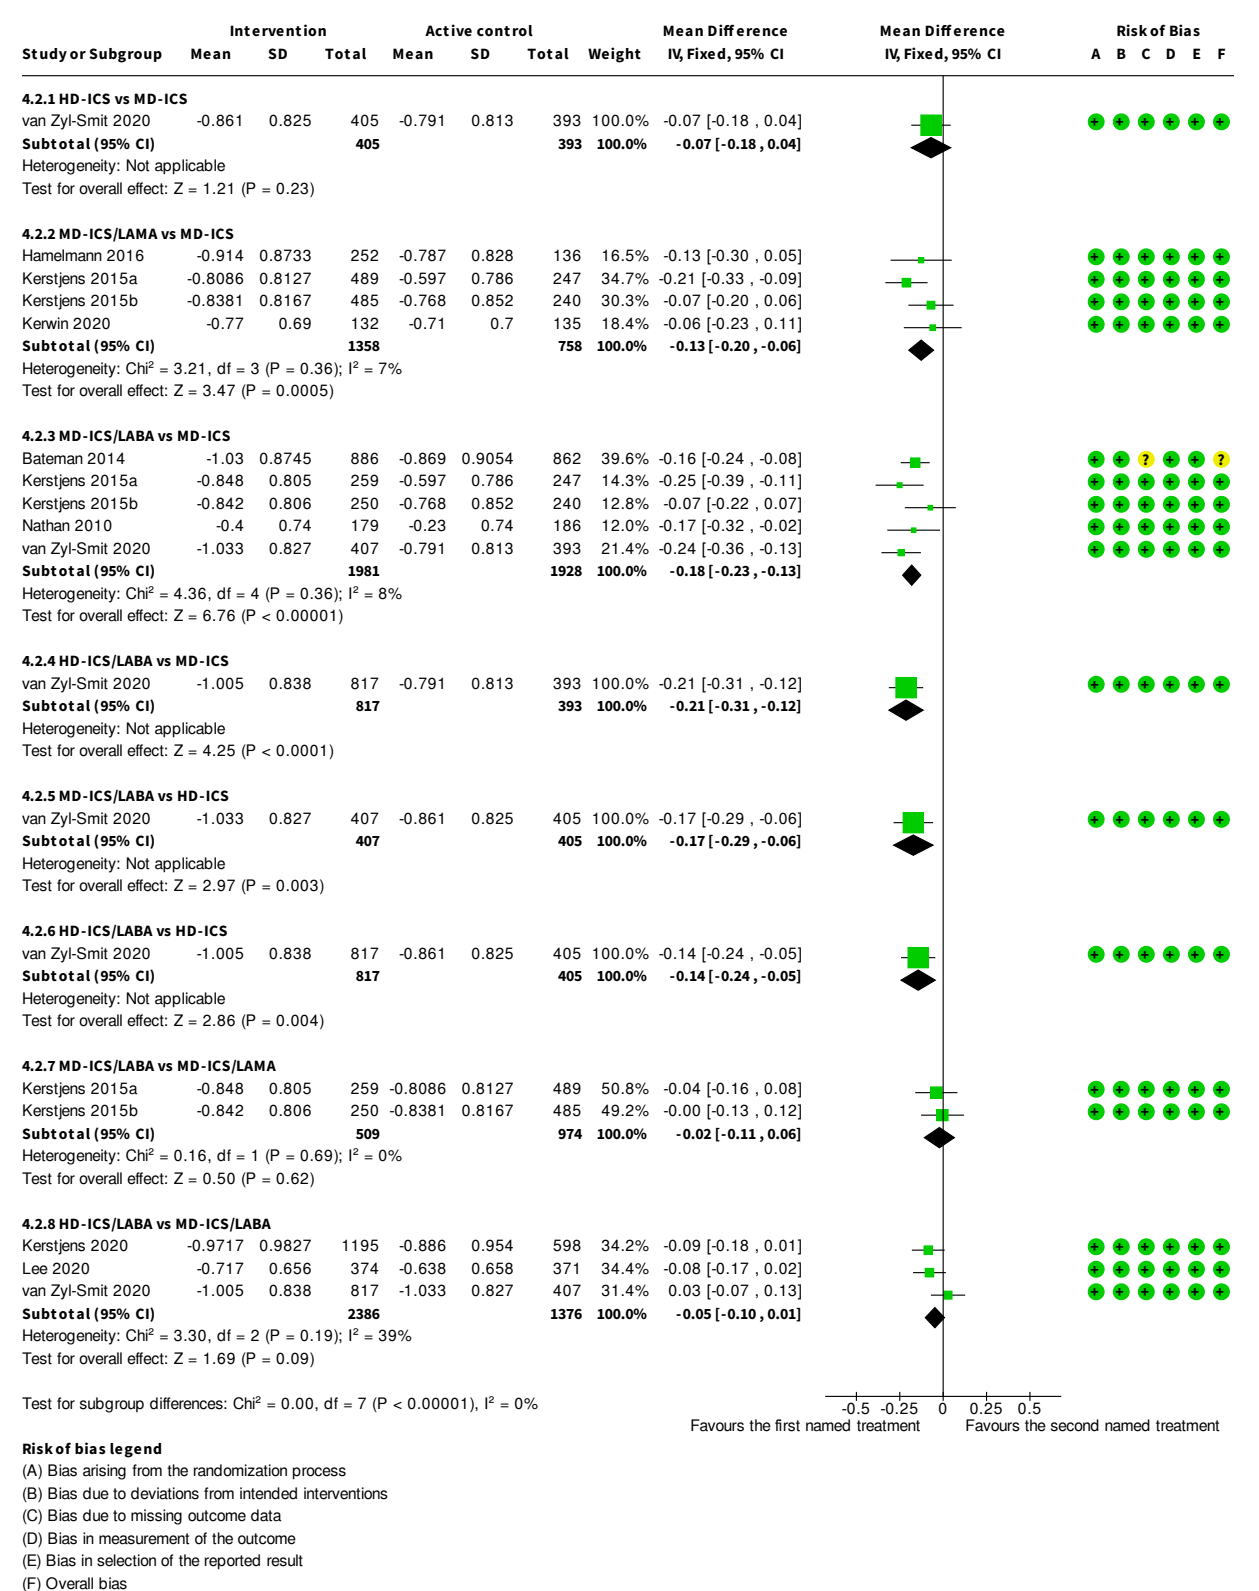 Intervention Active control Mean Difference Mean Difference Risk of Bias
Study or Subgroup Mean SD Total Mean SD Total Weight IV, Fixed, 95% CI IV, Fixed, 95% CI A B C D E F
4.2.1 HD-ICS vs MD-ICS
van Zyl-Smit 2020 -0.861 0.825 405 -0.791 0.813 393 100.0% -0.07 [-0.18 , 0.04] + + + + + +
Subtotal (95% CI) 405 393 100.0% -0.07 [-0.18 , 0.04]
Heterogeneity: Not applicable
Test for overall effect: Z = 1.21 (P = 0.23)
4.2.2 MD-ICS/LAMA vs MD-ICS
Hamelmann 2016 -0.914 0.8733 252 -0.787 0.828 136 16.5% -0.13 [-0.30 , 0.05] + + + + + +
Kerstjens 2015a -0.8086 0.8127 489 -0.597 0.786 247 34.7% -0.21 [-0.33 , -0.09] + + + + + +
Kerstjens 2015b -0.8381 0.8167 485 -0.768 0.852 240 30.3% -0.07 [-0.20 , 0.06] + + + + + +
Kerwin 2020 -0.77 0.69 132 -0.71 0.7 135 18.4% -0.06 [-0.23 , 0.11] + + + + + +
Subtotal (95% CI) 1358 758 100.0% -0.13 [-0.20 , -0.06]
Heterogeneity: Chi² = 3.21, df = 3 (P = 0.36); I² = 7%
Test for overall effect: Z = 3.47 (P = 0.0005)
4.2.3 MD-ICS/LABA vs MD-ICS
Bateman 2014 -1.03 0.8745 886 -0.869 0.9054 862 39.6% -0.16 [-0.24 , -0.08] + + ? + + ?
Kerstjens 2015a -0.848 0.805 259 -0.597 0.786 247 14.3% -0.25 [-0.39 , -0.11] + + + + + +
Kerstjens 2015b -0.842 0.806 250 -0.768 0.852 240 12.8% -0.07 [-0.22 , 0.07] + + + + + +
Nathan 2010 -0.4 0.74 179 -0.23 0.74 186 12.0% -0.17 [-0.32 , -0.02] + + + + + +
van Zyl-Smit 2020 -1.033 0.827 407 -0.791 0.813 393 21.4% -0.24 [-0.36 , -0.13] + + + + + +
Subtotal (95% CI) 1981 1928 100.0% -0.18 [-0.23 , -0.13]
Heterogeneity: Chi² = 4.36, df = 4 (P = 0.36); I² = 8%
Test for overall effect: Z = 6.76 (P < 0.00001)
4.2.4 HD-ICS/LABA vs MD-ICS
van Zyl-Smit 2020 -1.005 0.838 817 -0.791 0.813 393 100.0% -0.21 [-0.31 , -0.12] + + + + + +
Subtotal (95% CI) 817 393 100.0% -0.21 [-0.31 , -0.12]
Heterogeneity: Not applicable
Test for overall effect: Z = 4.25 (P < 0.0001)
4.2.5 MD-ICS/LABA vs HD-ICS
van Zyl-Smit 2020 -1.033 0.827 407 -0.861 0.825 405 100.0% -0.17 [-0.29 , -0.06] + + + + + +
Subtotal (95% CI) 407 405 100.0% -0.17 [-0.29 , -0.06]
Heterogeneity: Not applicable
Test for overall effect: Z = 2.97 (P = 0.003)
4.2.6 HD-ICS/LABA vs HD-ICS
van Zyl-Smit 2020 -1.005 0.838 817 -0.861 0.825 405 100.0% -0.14 [-0.24 , -0.05] + + + + + +
Subtotal (95% CI) 817 405 100.0% -0.14 [-0.24 , -0.05]
Heterogeneity: Not applicable
Test for overall effect: Z = 2.86 (P = 0.004)
4.2.7 MD-ICS/LABA vs MD-ICS/LAMA
Kerstjens 2015a -0.848 0.805 259 -0.8086 0.8127 489 50.8% -0.04 [-0.16 , 0.08] + + + + + +
Kerstjens 2015b -0.842 0.806 250 -0.8381 0.8167 485 49.2% -0.00 [-0.13 , 0.12] + + + + + +
Subtotal (95% CI) 509 974 100.0% -0.02 [-0.11 , 0.06]
Heterogeneity: Chi² = 0.16, df = 1 (P = 0.69); I² = 0%
Test for overall effect: Z = 0.50 (P = 0.62)
4.2.8 HD-ICS/LABA vs MD-ICS/LABA
Kerstjens 2020 -0.9717 0.9827 1195 -0.886 0.954 598 34.2% -0.09 [-0.18 , 0.01] + + + + + +
Lee 2020 -0.717 0.656 374 -0.638 0.658 371 34.4% -0.08 [-0.17 , 0.02] + + + + + +
van Zyl-Smit 2020 -1.005 0.838 817 -1.033 0.827 407 31.4% 0.03 [-0.07 , 0.13] + + + + + +
Subtotal (95% CI) 2386 1376 100.0% -0.05 [-0.10 , 0.01]
Heterogeneity: Chi² = 3.30, df = 2 (P = 0.19); I² = 39%
Test for overall effect: Z = 1.69 (P = 0.09)
Test for subgroup differences: Chi² = 0.00, df = 7 (P < 0.00001), I² = 0%
-0.5 -0.25 0 0.25 0.5
Favours the first named treatment Favours the second named treatment
Risk of bias legend
(A) Bias arising from the randomization process
(B) Bias due to deviations from intended interventions
(C) Bias due to missing outcome data
(D) Bias in measurement of the outcome
(E) Bias in selection of the reported result
(F) Overall bias